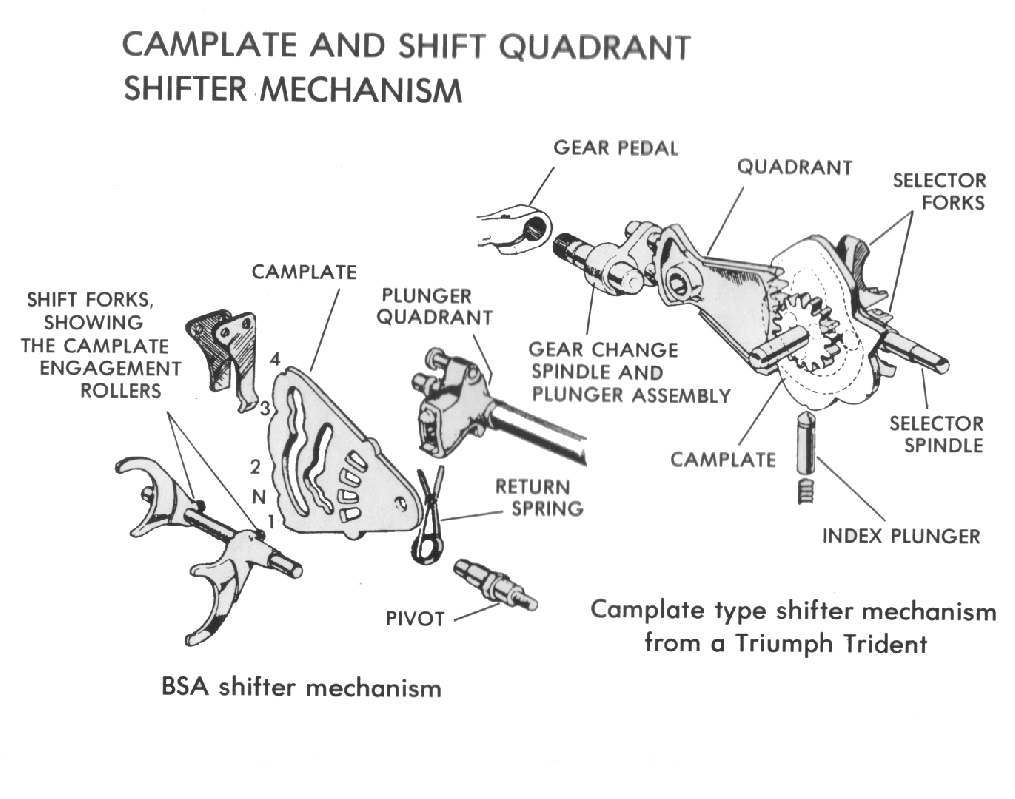 CAMPLATE AND SHIFT QUADRANT
SHIFTER MECHANISM
GEAR PEDAL
QUADRANT
SELECTOR
FORKS
CAMPLATE
SHIFT FORKS,
SHOWING
THE CAMPLATE
ENGAGEMENT
ROLLERS
PLUNGER
QUADRANT
GEAR CHANGE
SPINDLE AND
PLUNGER ASSEMBLY
4
3
2
N
1
SELECTOR
SPINDLE
CAMPLATE
RETURN
SPRING
INDEX PLUNGER
PIVOT
Camplate type shifter mechanism
from a Triumph Trident
BSA shifter mechanism